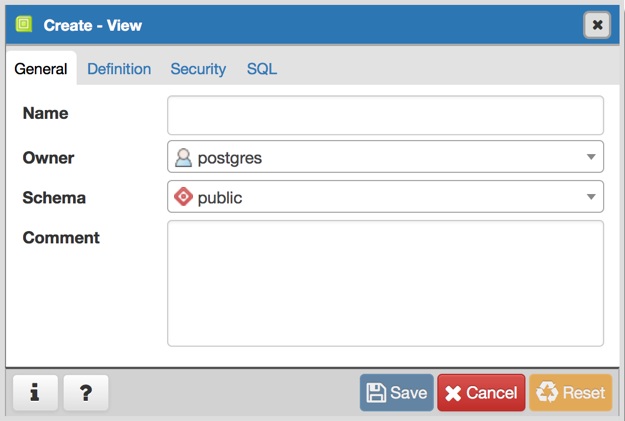 Create - View
General Definition Security SQL
Name
Owner postgres
Schema public
Comment
i ? Save Cancel Reset